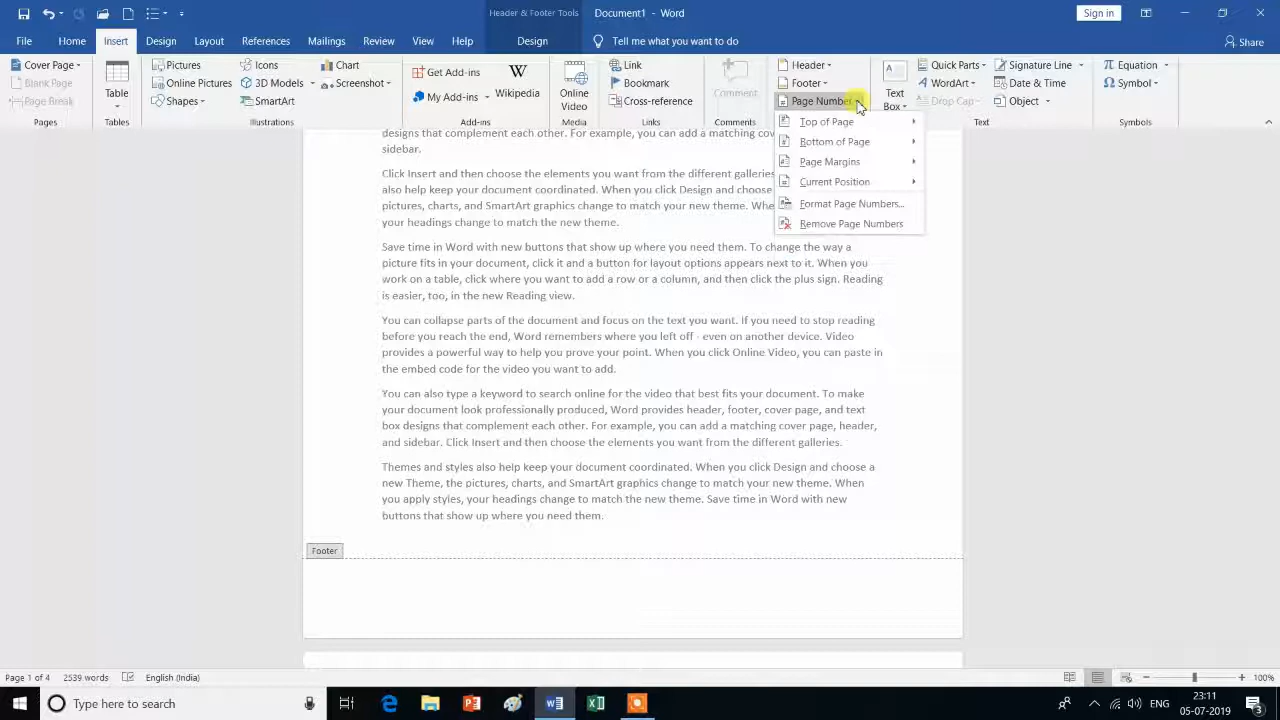 Header & Footer Tools
Document1 - Word
Sign in
File Home Insert Design Layout References Mailings Review View Help Design Tell me what you want to do Share
Cover Page
Blank Page
Page Break
Pages
Table
Tables
Pictures
Online Pictures
Shapes
Icons
3D Models
SmartArt
Chart
Screenshot
Illustrations
Get Add-ins
My Add-ins
Wikipedia
Add-ins
Online
Video
Media
Link
Bookmark
Cross-reference
Links
Comment
Comments
Header
Footer
Page Number
Top of Page
Bottom of Page
Page Margins
Current Position
Format Page Numbers...
Remove Page Numbers
Text
Box
Quick Parts
WordArt
Drop Cap
Signature Line
Date & Time
Object
Text
Equation
Symbol
Symbols
designs that complement each other. For example, you can add a matching
sidebar.
Click Insert and then choose the elements you want from the different galleries
also help keep your document coordinated. When you click Design and choose
pictures, charts, and SmartArt graphics change to match your new theme.
your headings change to match the new theme.
Save time in Word with new buttons that show up where you need them. To change the way a
picture fits in your document, click it and a button for layout options appears next to it. When you
work on a table, click where you want to add a row or a column, and then click the plus sign. Reading
is easier, too, in the new Reading view.
You can collapse parts of the document and focus on the text you want. If you need to stop reading
before you reach the end, Word remembers where you left off - even on another device. Video
provides a powerful way to help you prove your point. When you click Online Video, you can paste in
the embed code for the video you want to add.
You can also type a keyword to search online for the video that best fits your document. To make
your document look professionally produced, Word provides header, footer, cover page, and text
box designs that complement each other. For example, you can add a matching cover page, header,
and sidebar. Click Insert and then choose the elements you want from the different galleries.
Themes and styles also help keep your document coordinated. When you click Design and choose a
new Theme, the pictures, charts, and SmartArt graphics change to match your new theme. When
you apply styles, your headings change to match the new theme. Save time in Word with new
buttons that show up where you need them.
Footer
Page 1 of 4 2539 words English (India) 100%
Type here to search
ENG
23:11
05-07-2019
3